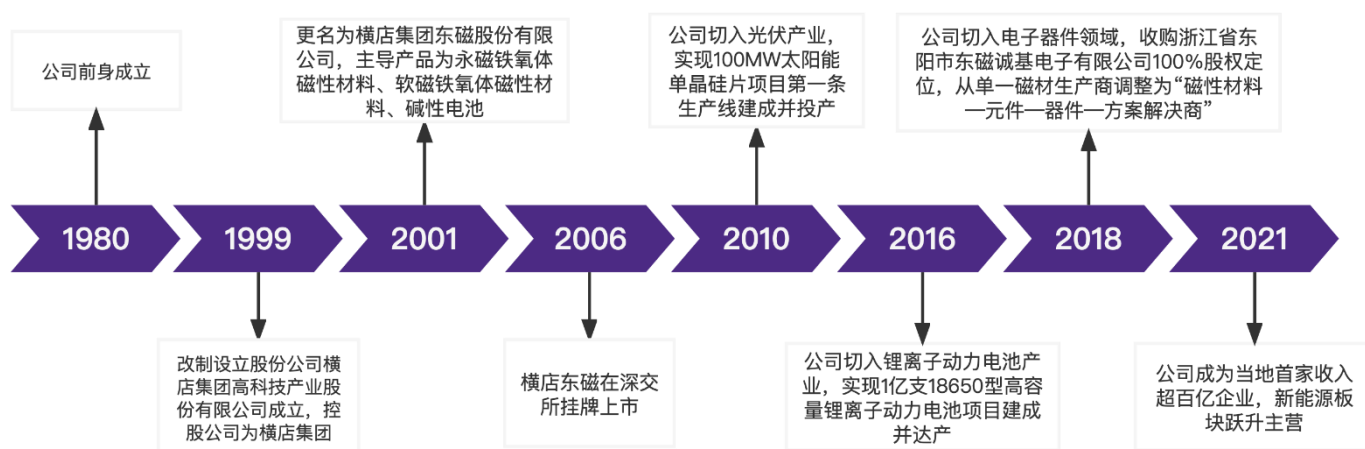 公司前身成立
更名为横店集团东磁股份有限
公司，主导产品为永磁铁氧体
磁性材料、软磁铁氧体磁性材
料、碱性电池
公司切入光伏产业，
实现100MW太阳能
单晶硅片项目第一条
生产线建成并投产
公司切入电子器件领域，收购浙江省东
阳市东磁诚基电子有限公司100%股权定
位，从单一磁材生产商调整为“磁性材料
—元件—器件—方案解决商”
1980
1999
2001
2006
2010
2016
2018
2021
改制设立股份公司横
店集团高科技产业股
份有限公司成立，控
股公司为横店集团
横店东磁在深交
所挂牌上市
公司切入锂离子动力电池产
业，实现1亿支18650型高容
量锂离子动力电池项目建成
并达产
公司成为当地首家收入
超百亿企业，新能源板
块跃升主营